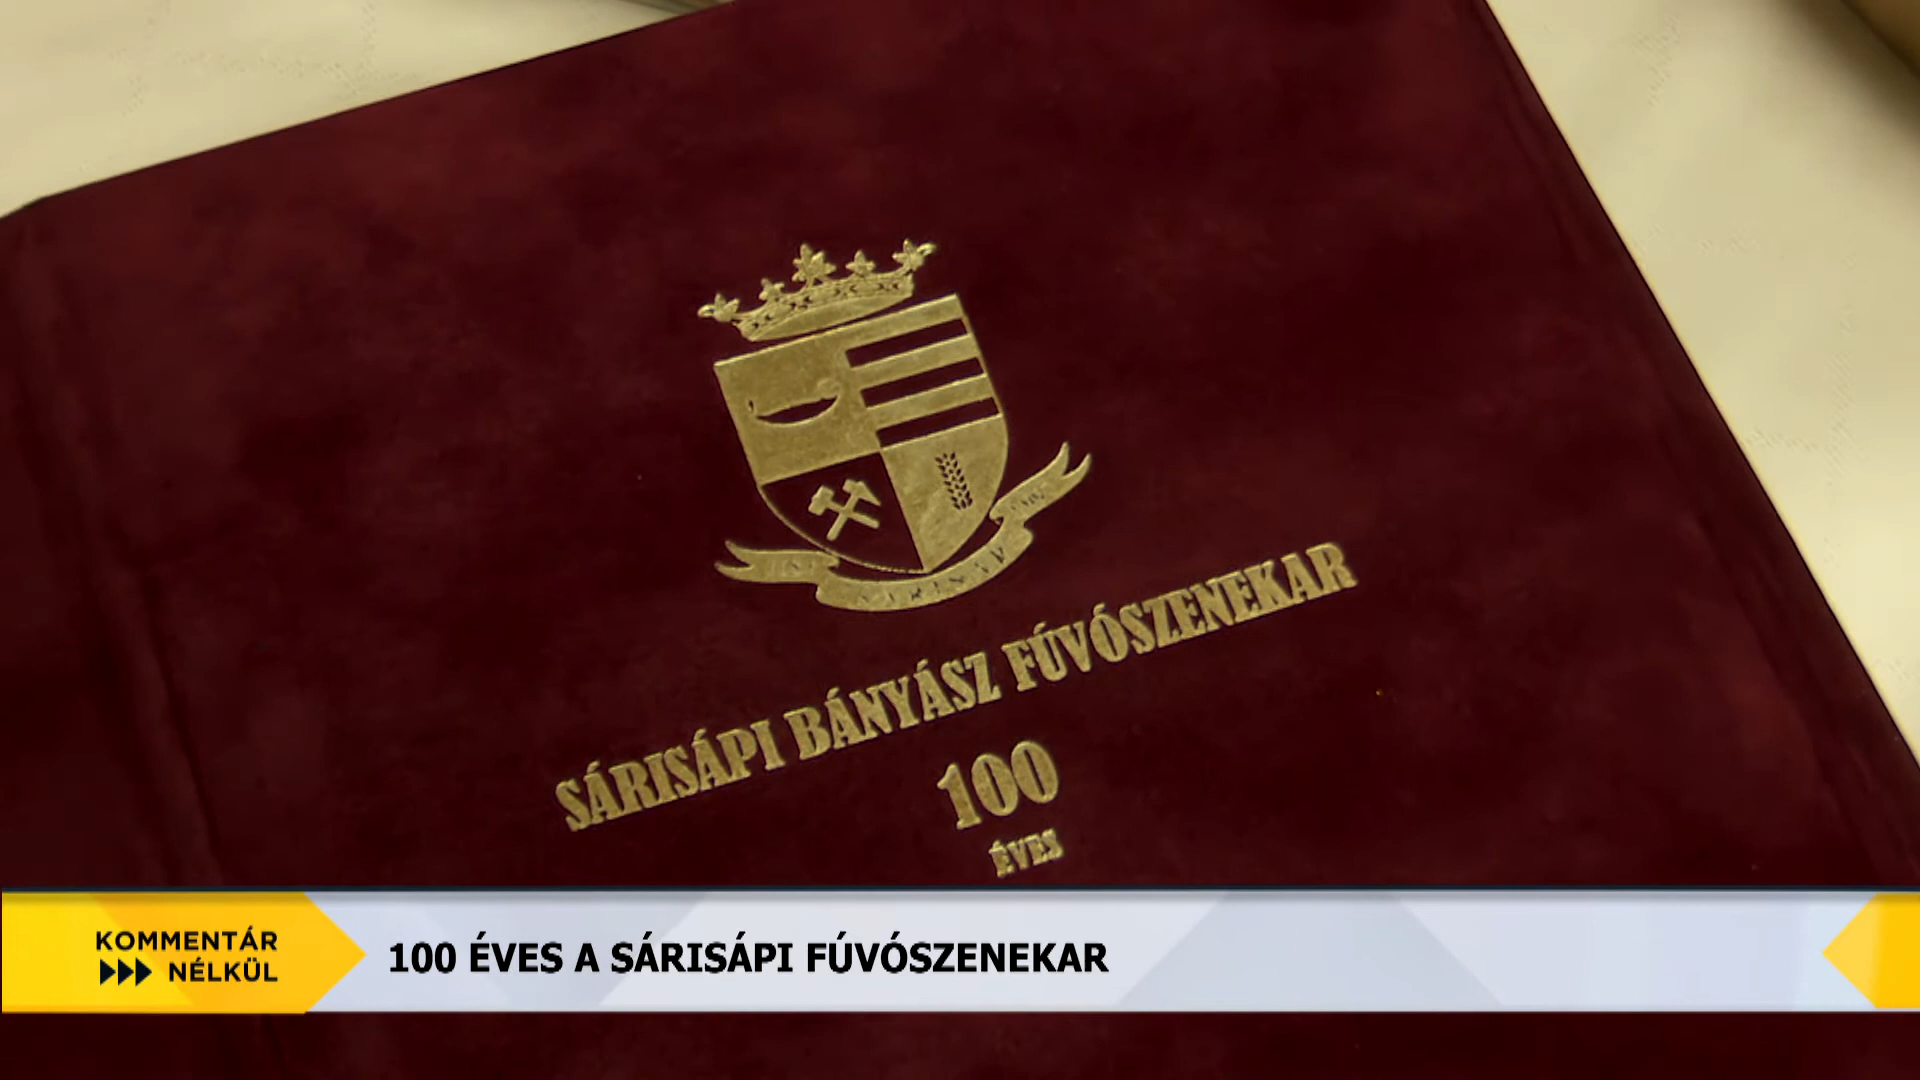 SÁRISÁPI BÁNYÁSZ FÚVÓSZENEKAR
100
ÉVES
KOMMENTÁR
NÉLKÜL
100 ÉVES A SÁRISÁPI FÚVÓSZENEKAR